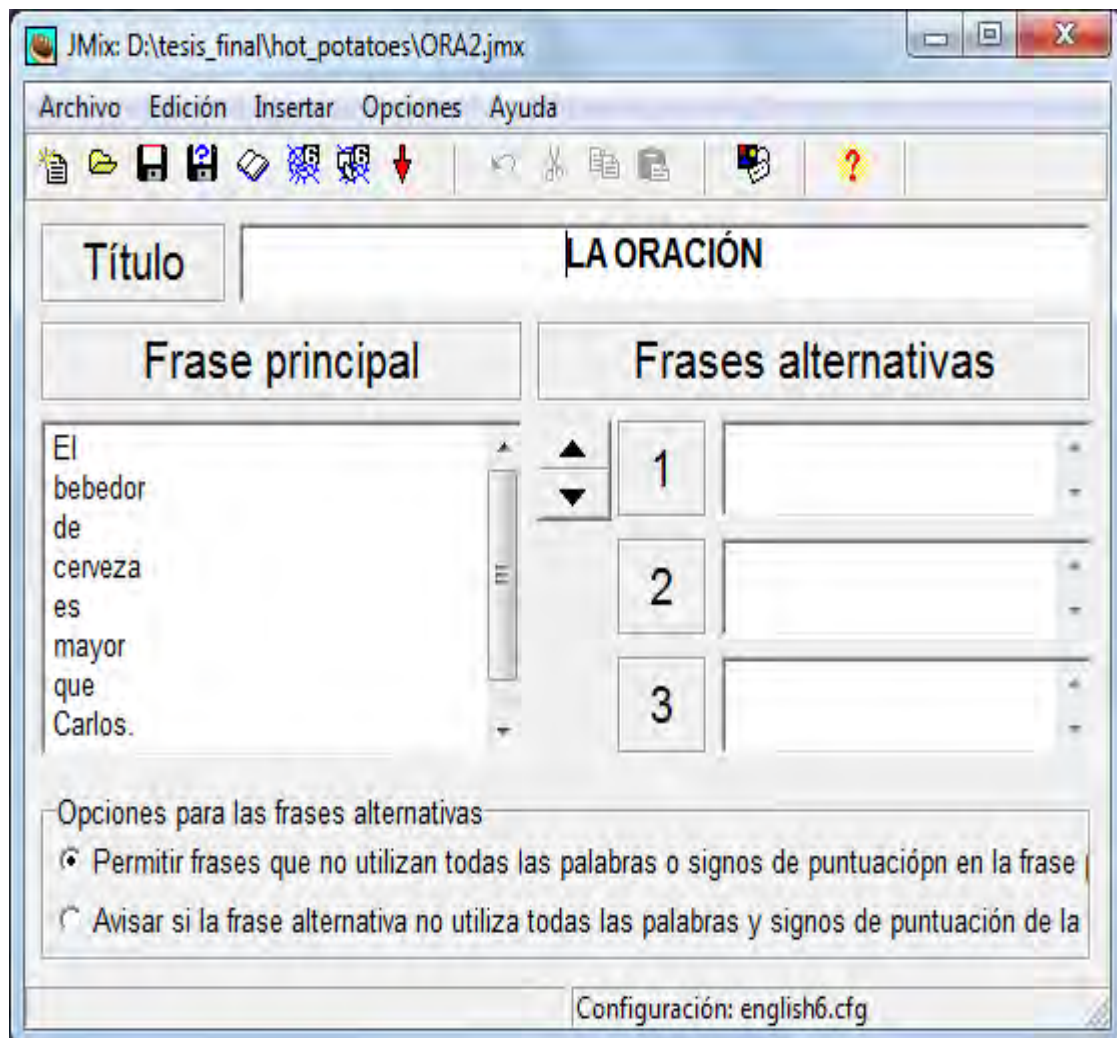 JMix: D:\tesis_final\hot_potatoes\ORA2.jmx
Archivo Edición Insertar Opciones Ayuda
Título
LA ORACIÓN
Frase principal
Frases alternativas
El
bebedor
de
cerveza
es
mayor
que
Carlos.
1
2
3
Opciones para las frases alternativas
Permitir frases que no utilizan todas las palabras o signos de puntuaciópn en la frase
Avisar si la frase alternativa no utiliza todas las palabras y signos de puntuación de la
Configuración: english6.cfg